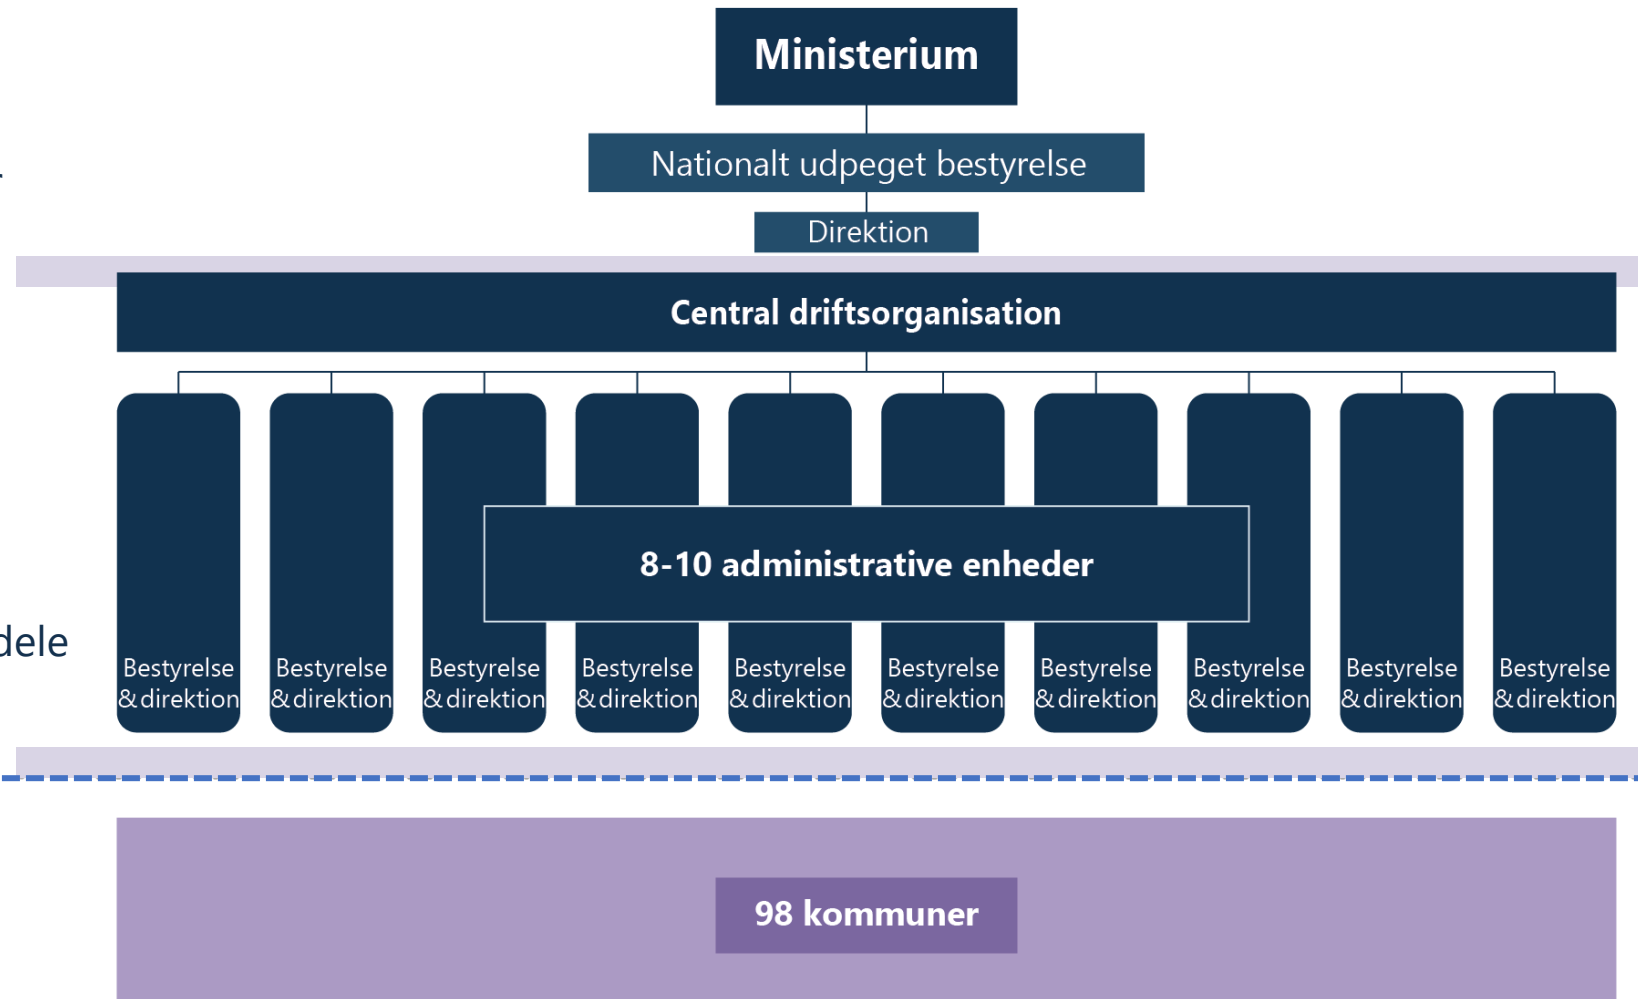 Ministerium
Nationalt udpeget bestyrelse
Direktion
Central driftsorganisation
8-10 administrative enheder
dele
Bestyrelse
& direktion
Bestyrelse
& direktion
Bestyrelse
& direktion
Bestyrelse
& direktion
Bestyrelse
& direktion
Bestyrelse
& direktion
Bestyrelse
& direktion
Bestyrelse
& direktion
Bestyrelse
& direktion
Bestyrelse
& direktion
98 kommuner